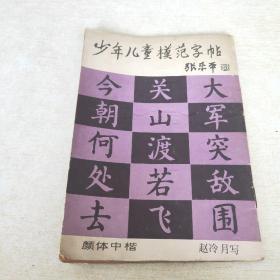 少年儿童模范字帖
张乐平
大军突敌围
关山渡若飞
今朝何处去
颜体中楷
赵冷月写